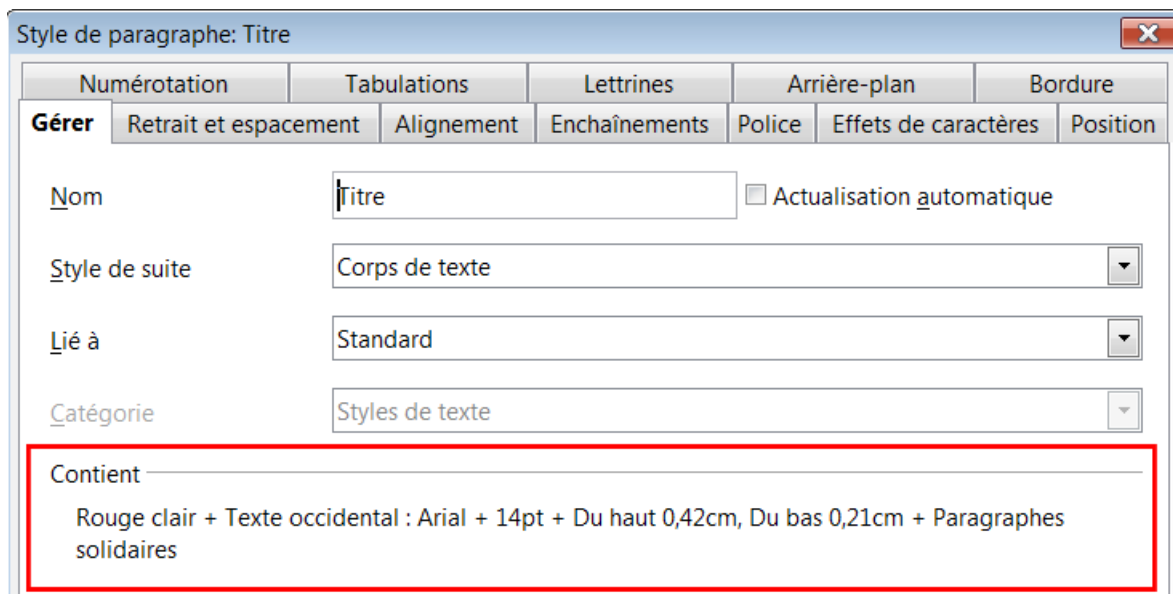 Style de paragraphe: Titre
Numérotation Tabulations Lettrines Arrière-plan Bordure
Gérer Retrait et espacement Alignement Enchaînements Police Effets de caractères Position
Nom Titre Actualisation automatique
Style de suite Corps de texte
Lié à Standard
Catégorie Styles de texte
Contient
Rouge clair + Texte occidental : Arial + 14pt + Du haut 0,42cm, Du bas 0,21cm + Paragraphes
solidaires